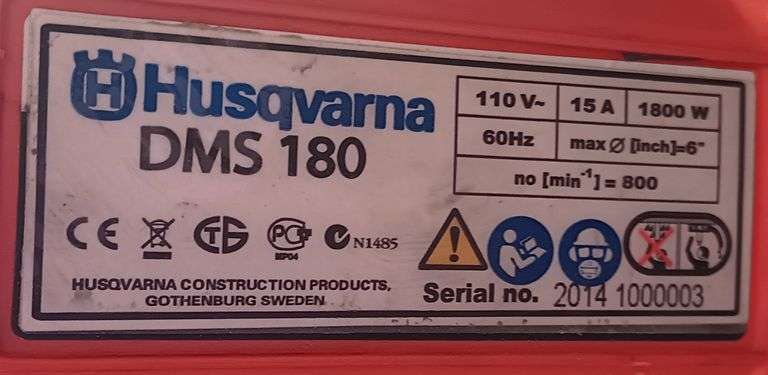 Husqvarna
DMS 180
110 V~ 15 A 1800 W
60Hz max Ø [inch]=6"
no [min⁻¹] = 800
CE
N1485
HUSQVARNA CONSTRUCTION PRODUCTS,
GOTHENBURG SWEDEN
Serial no. 2014 1000003